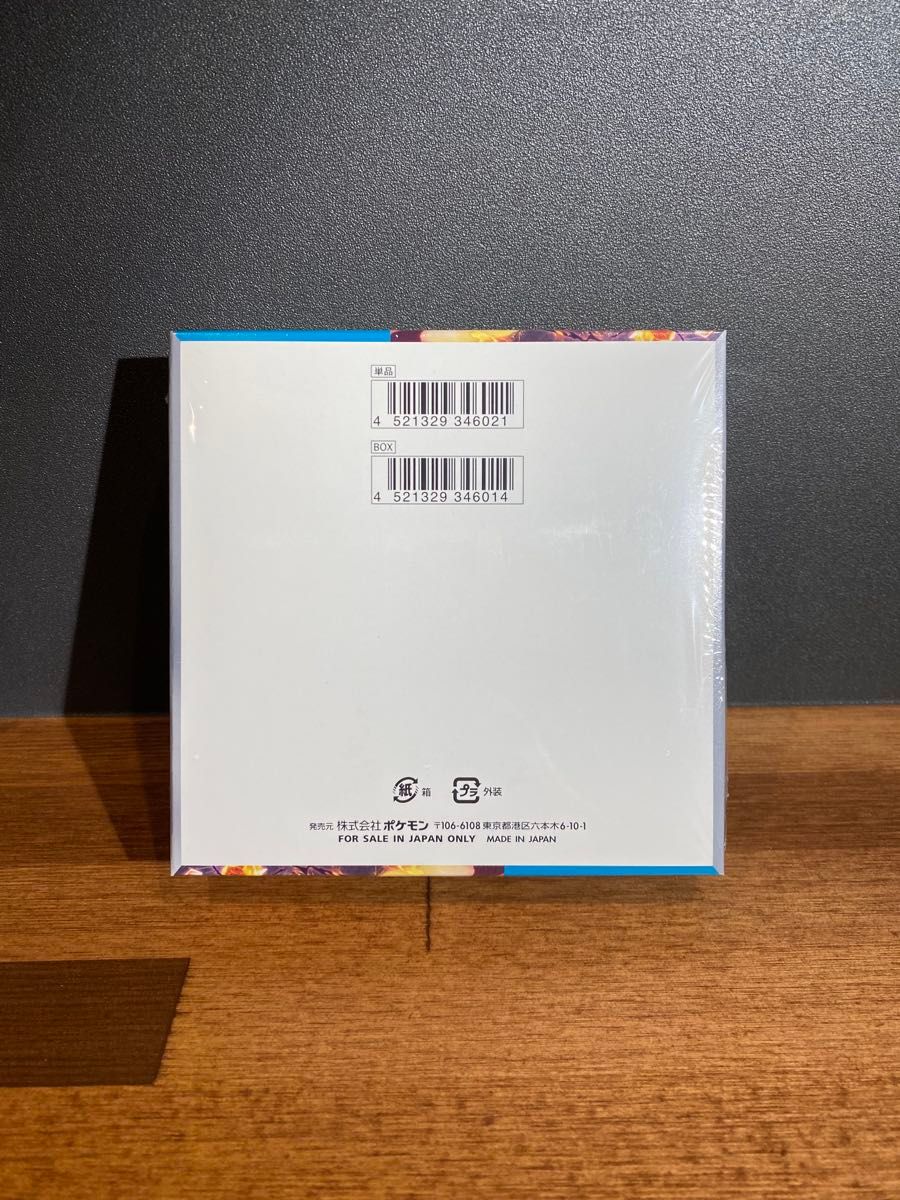 単品
4 521329 346021
BOX
4 521329 346014
紙 箱 プラ 外装
発売元 株式会社 ポケモン 〒106-6108 東京都港区六本木6-10-1
FOR SALE IN JAPAN ONLY MADE IN JAPAN